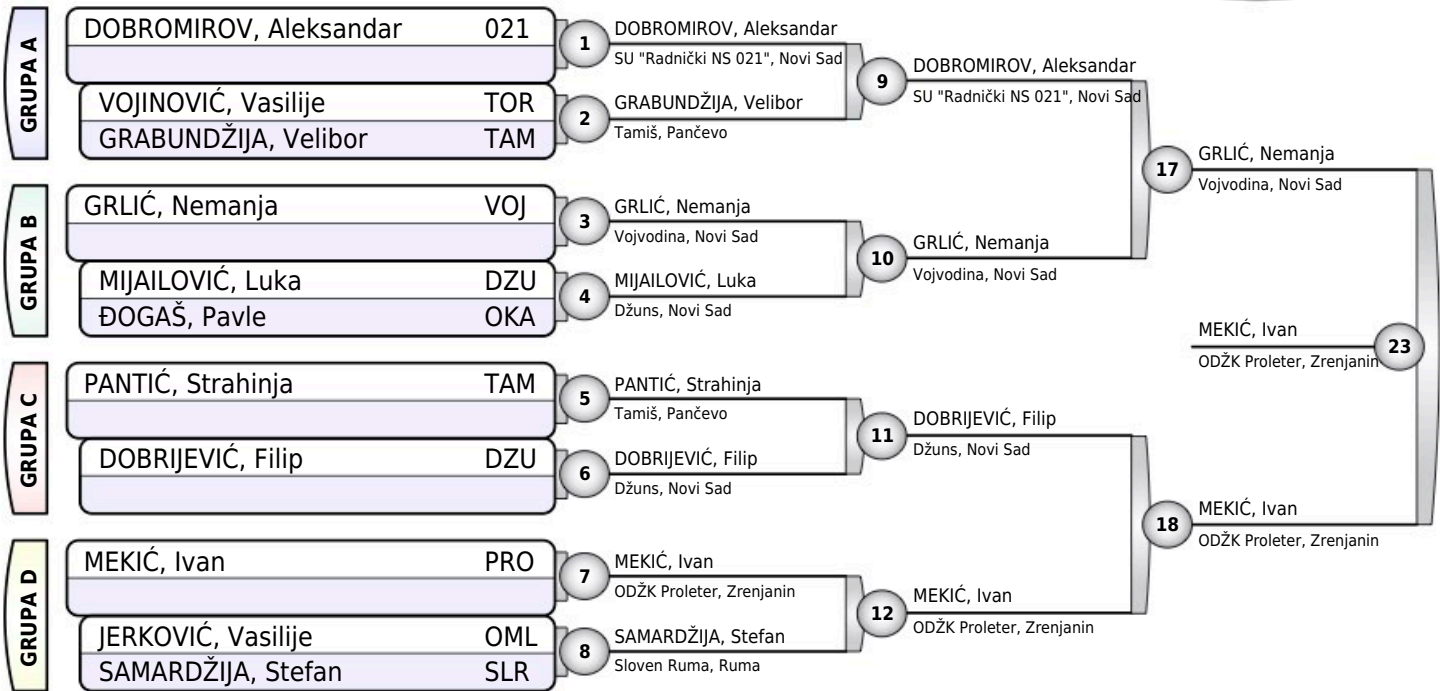 GRUPA A
DOBROMIROV, Aleksandar 021
VOJINOVIĆ, Vasilije TOR
GRABUNDŽIJA, Velibor TAM
GRUPA B
GRLIĆ, Nemanja VOJ
MIJAILOVIĆ, Luka DZU
ĐOGAŠ, Pavle OKA
GRUPA C
PANTIĆ, Strahinja TAM
DOBRIJEVIĆ, Filip DZU
GRUPA D
MEKIĆ, Ivan PRO
JERKOVIĆ, Vasilije OML
SAMARDŽIJA, Stefan SLR
1
DOBROMIROV, Aleksandar
SU "Radnički NS 021", Novi Sad
2
GRABUNDŽIJA, Velibor
Tamiš, Pančevo
3
GRLIĆ, Nemanja
Vojvodina, Novi Sad
4
MIJAILOVIĆ, Luka
Džuns, Novi Sad
5
PANTIĆ, Strahinja
Tamiš, Pančevo
6
DOBRIJEVIĆ, Filip
Džuns, Novi Sad
7
MEKIĆ, Ivan
ODŽK Proleter, Zrenjanin
8
SAMARDŽIJA, Stefan
Sloven Ruma, Ruma
9
DOBROMIROV, Aleksandar
SU "Radnički NS 021", Novi Sad
10
GRLIĆ, Nemanja
Vojvodina, Novi Sad
11
DOBRIJEVIĆ, Filip
Džuns, Novi Sad
12
MEKIĆ, Ivan
ODŽK Proleter, Zrenjanin
17
GRLIĆ, Nemanja
Vojvodina, Novi Sad
18
MEKIĆ, Ivan
ODŽK Proleter, Zrenjanin
MEKIĆ, Ivan
ODŽK Proleter, Zrenjanin
23